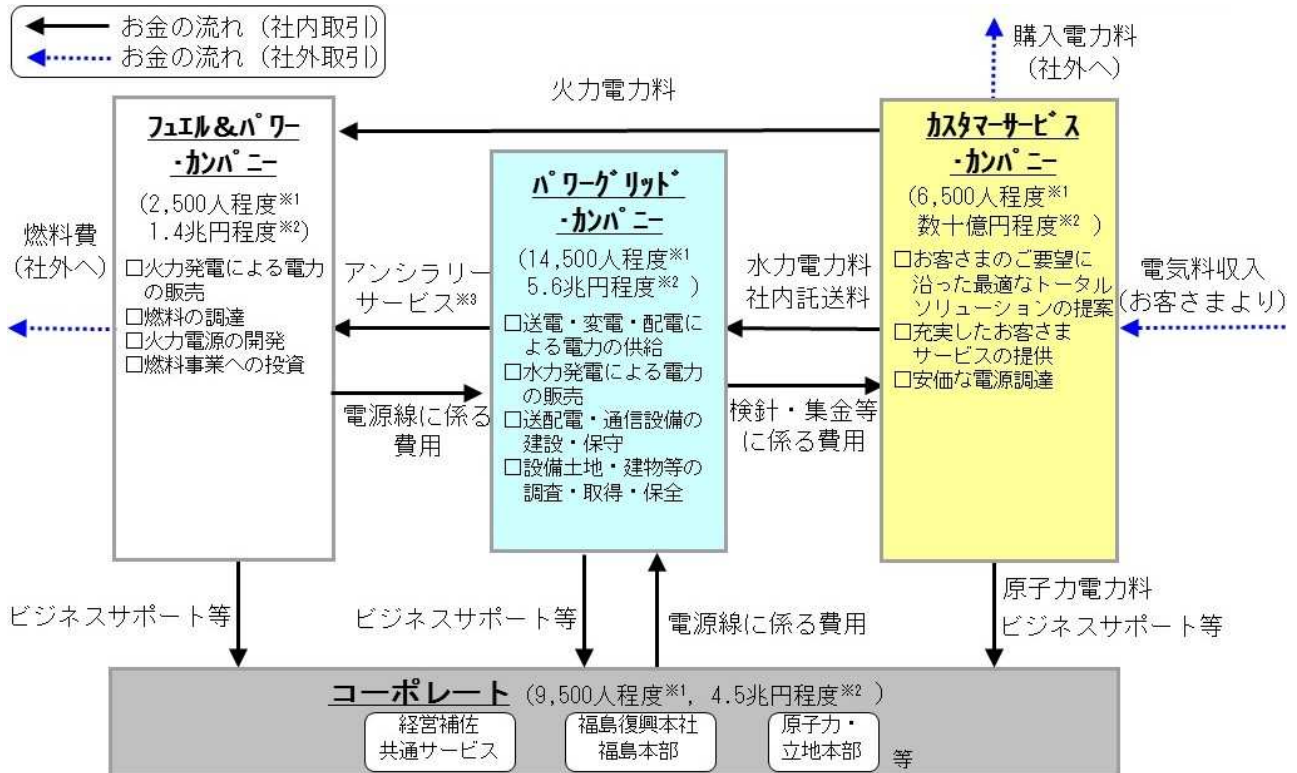 お金の流れ（社内取引）
お金の流れ（社外取引）
購入電力料
（社外へ）
火力電力料
フュエル＆パワー
・カンパニー
（2,500人程度※1
1.4兆円程度※2）
□火力発電による電力
の販売
□燃料の調達
□火力電源の開発
□燃料事業への投資
燃料費
（社外へ）
アンシラリー
サービス※3
電源線に係る
費用
パワーグリッド
・カンパニー
（14,500人程度※1
5.6兆円程度※2 ）
□送電・変電・配電に
よる電力の供給
□水力発電による電力
の販売
□送配電・通信設備の
建設・保守
□設備土地・建物等の
調査・取得・保全
水力電力料
社内託送料
検針・集金等
に係る費用
カスタマーサービス
・カンパニー
（6,500人程度※1
数十億円程度※2 ）
□お客さまのご要望に
沿った最適なトータル
ソリューションの提案
□充実したお客さま
サービスの提供
□安価な電源調達
電気料収入
（お客さまより）
ビジネスサポート等
ビジネスサポート等
電源線に係る費用
原子力電力料
ビジネスサポート等
コーポレート（9,500人程度※1, 4.5兆円程度※2 ）
経営補佐
共通サービス
福島復興本社
福島本部
原子力・
立地本部
等